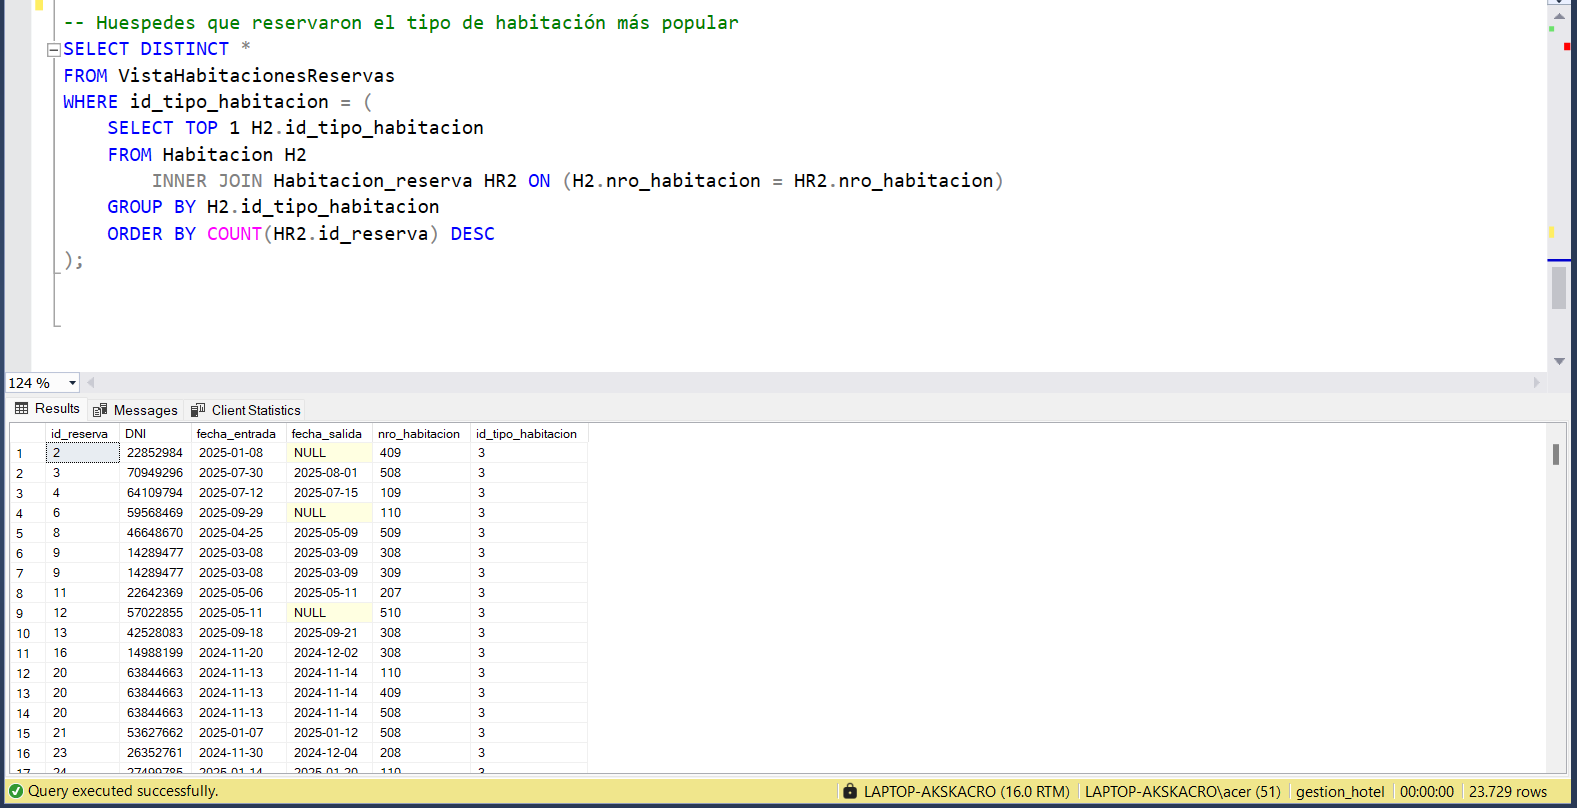 -- Huespedes que reservaron el tipo de habitación más popular
SELECT DISTINCT *
FROM VistaHabitacionesReservas
WHERE id_tipo_habitacion = (
SELECT TOP 1 H2.id_tipo_habitacion
FROM Habitacion H2
INNER JOIN Habitacion_reserva HR2 ON (H2.nro_habitacion = HR2.nro_habitacion)
GROUP BY H2.id_tipo_habitacion
ORDER BY COUNT(HR2.id_reserva) DESC
);
124 %
Results Messages Client Statistics
id_reserva DNI fecha_entrada fecha_salida nro_habitacion id_tipo_habitacion
1 2 22852984 2025-01-08 NULL 409 3
2 3 70949296 2025-07-30 2025-08-01 508 3
3 4 64109794 2025-07-12 2025-07-15 109 3
4 6 59568469 2025-09-29 NULL 110 3
5 8 46648670 2025-04-25 2025-05-09 509 3
6 9 14289477 2025-03-08 2025-03-09 308 3
7 9 14289477 2025-03-08 2025-03-09 309 3
8 11 22642369 2025-05-06 2025-05-11 207 3
9 12 57022855 2025-05-11 NULL 510 3
10 13 42528083 2025-09-18 2025-09-21 308 3
11 16 14988199 2024-11-20 2024-12-02 308 3
12 20 63844663 2024-11-13 2024-11-14 110 3
13 20 63844663 2024-11-13 2024-11-14 409 3
14 20 63844663 2024-11-13 2024-11-14 508 3
15 21 53627662 2025-01-07 2025-01-12 508 3
16 23 26352761 2024-11-30 2024-12-04 208 3
17 24 27499785 2025-01-14 2025-01-20 110 3
Query executed successfully. LAPTOP-AKSKACRO (16.0 RTM) LAPTOP-AKSKACRO\acer (51) gestion_hotel 00:00:00 23.729 rows